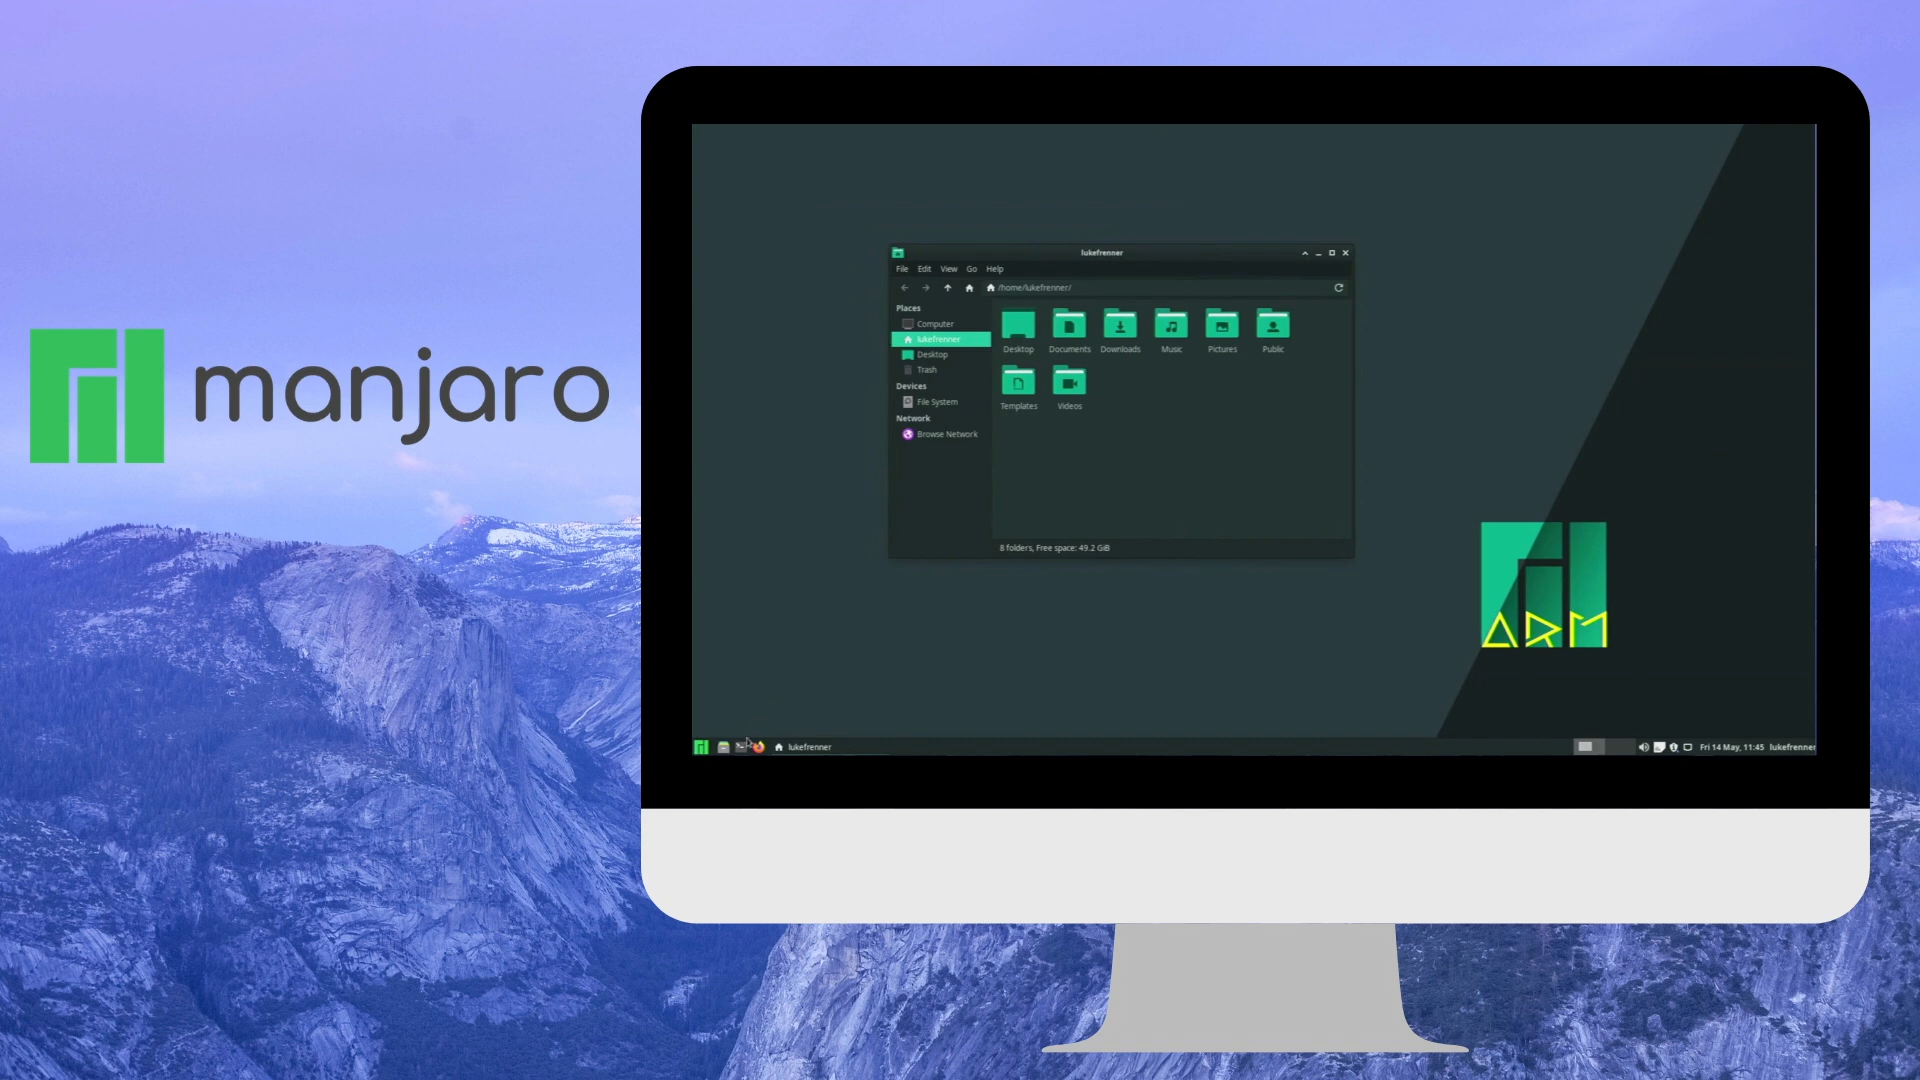 manjaro
lukefrenner
File Edit View Go Help
/home/lukefrenner/
Places
Computer
lukefrenner
Desktop
Trash
Devices
File System
Network
Browse Network
Desktop Documents Downloads Music Pictures Public
Templates Videos
8 folders, Free space: 49.2 GiB
ARM
lukefrenner
Fri 14 May, 11:45 lukefrenner